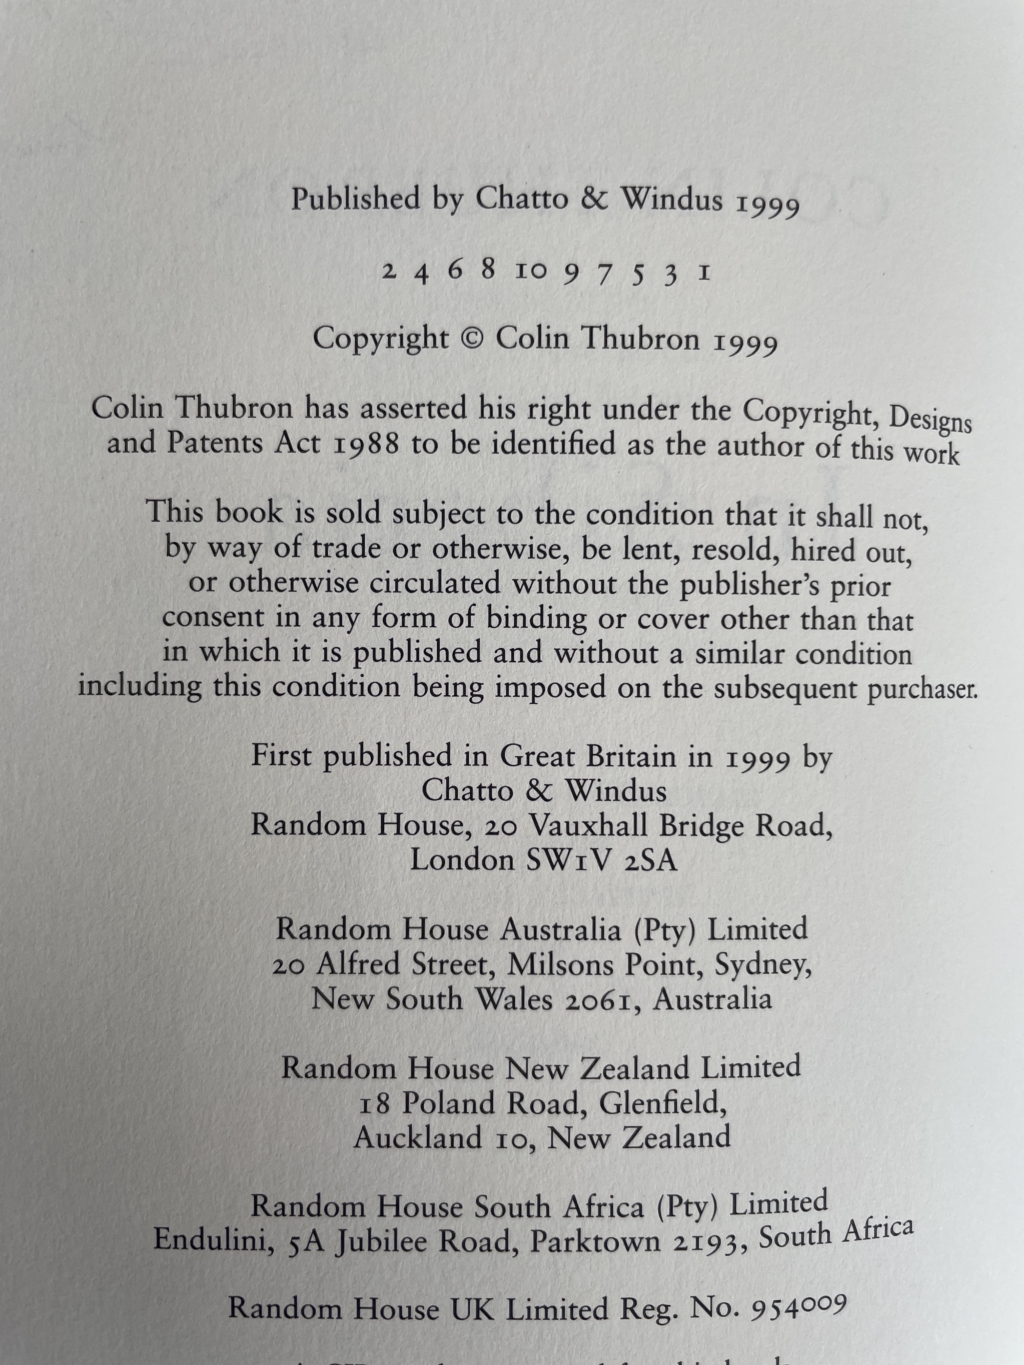 Published by Chatto & Windus 1999
2 4 6 8 10 9 7 5 3 1
Copyright © Colin Thubron 1999
Colin Thubron has asserted his right under the Copyright, Designs
and Patents Act 1988 to be identified as the author of this work
This book is sold subject to the condition that it shall not,
by way of trade or otherwise, be lent, resold, hired out,
or otherwise circulated without the publisher's prior
consent in any form of binding or cover other than that
in which it is published and without a similar condition
including this condition being imposed on the subsequent purchaser.
First published in Great Britain in 1999 by
Chatto & Windus
Random House, 20 Vauxhall Bridge Road,
London SW1V 2SA
Random House Australia (Pty) Limited
20 Alfred Street, Milsons Point, Sydney,
New South Wales 2061, Australia
Random House New Zealand Limited
18 Poland Road, Glenfield,
Auckland 10, New Zealand
Random House South Africa (Pty) Limited
Endulini, 5A Jubilee Road, Parktown 2193, South Africa
Random House UK Limited Reg. No. 954009